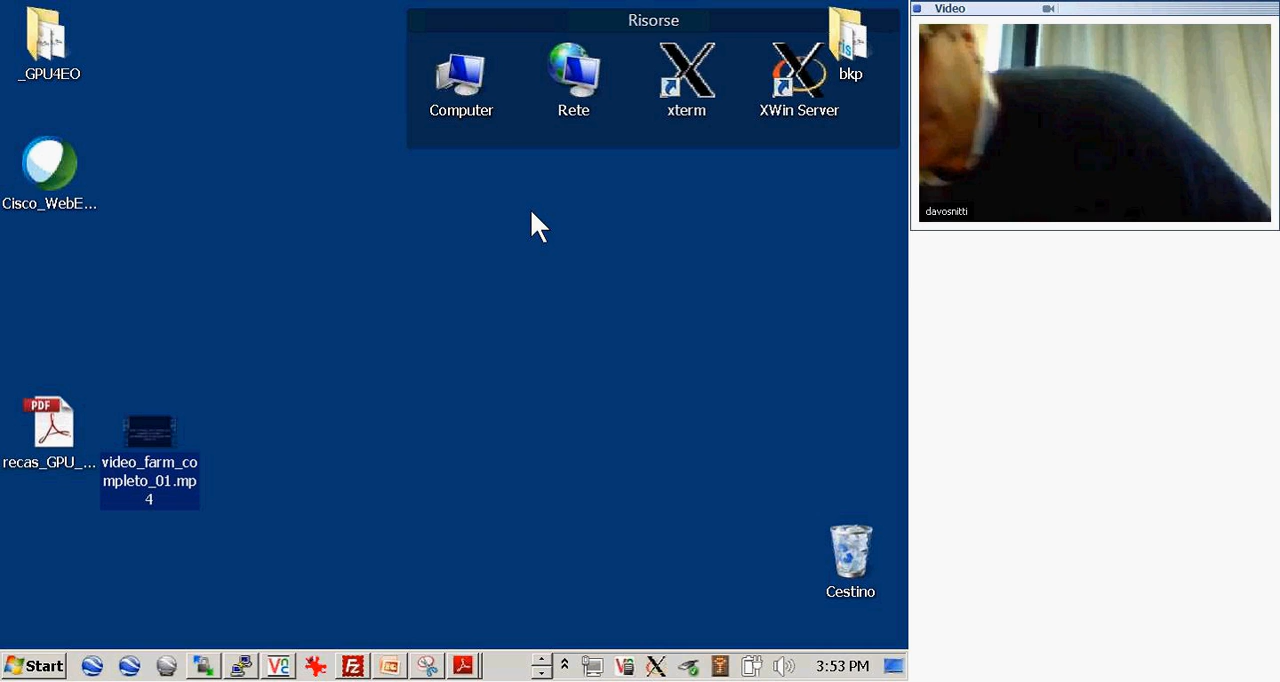 Risorse
_GPU4EO
Computer
Rete
xterm
XWin Server
bkp
Cisco_WebE...
PDF
recas_GPU_...
video_farm_co
mpleto_01.mp
4
Cestino
Start
3:53 PM
Video
davosnitti